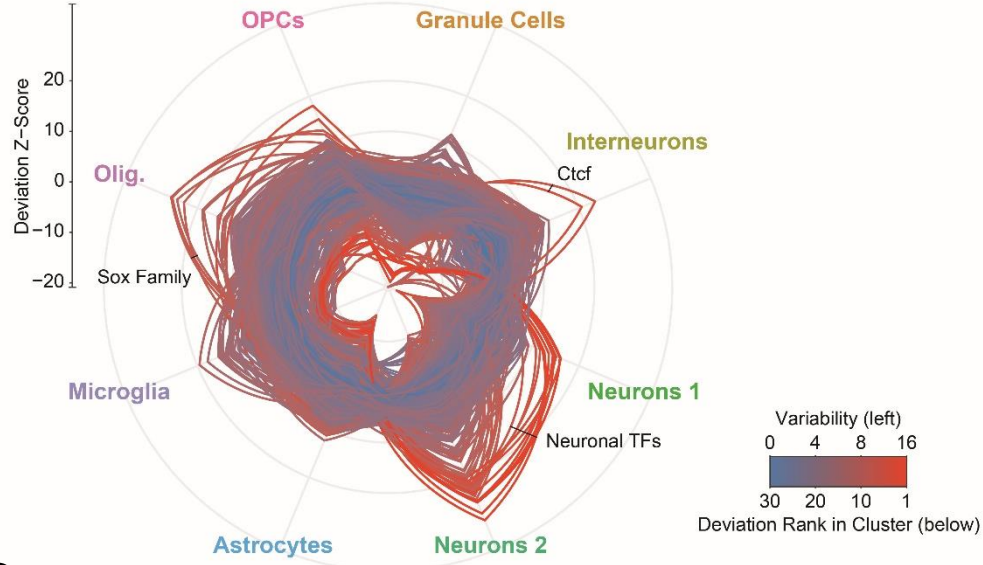 OPCs
Granule Cells
Deviation Z-Score
20
10
0
−10
−20
Interneurons
Ctcf
Olig.
Sox Family
Microglia
Neurons 1
Neuronal TFs
Astrocytes
Neurons 2
Variability (left)
0 4 8 16
30 20 10 1
Deviation Rank in Cluster (below)